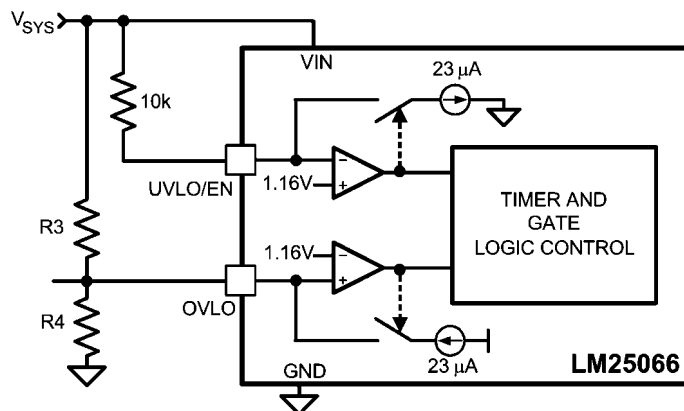 VSYS
VIN
23 μA
10k
UVLO/EN
1.16V
−
+
TIMER AND
GATE
LOGIC CONTROL
R3
1.16V
−
+
OVLO
R4
23 μA
GND
LM25066